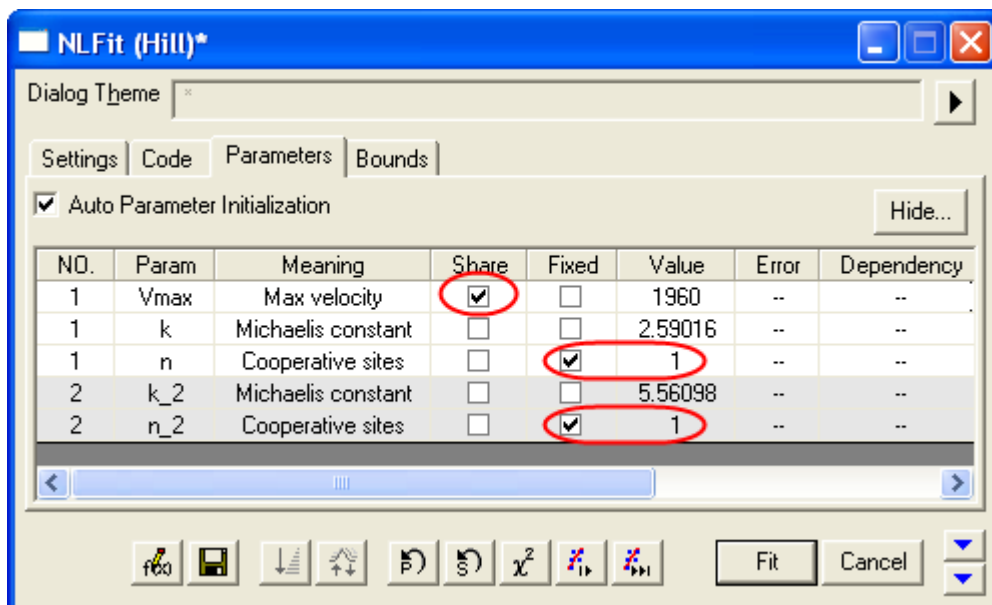 NLFit (Hill)*
Dialog Theme *
Settings Code Parameters Bounds
Auto Parameter Initialization Hide...
NO. Param Meaning Share Fixed Value Error Dependency
1 Vmax Max velocity 1960 -- --
1 k Michaelis constant 2.59016 -- --
1 n Cooperative sites 1 -- --
2 k_2 Michaelis constant 5.56098 -- --
2 n_2 Cooperative sites 1 -- --
f(x) P S χ² Fit Cancel